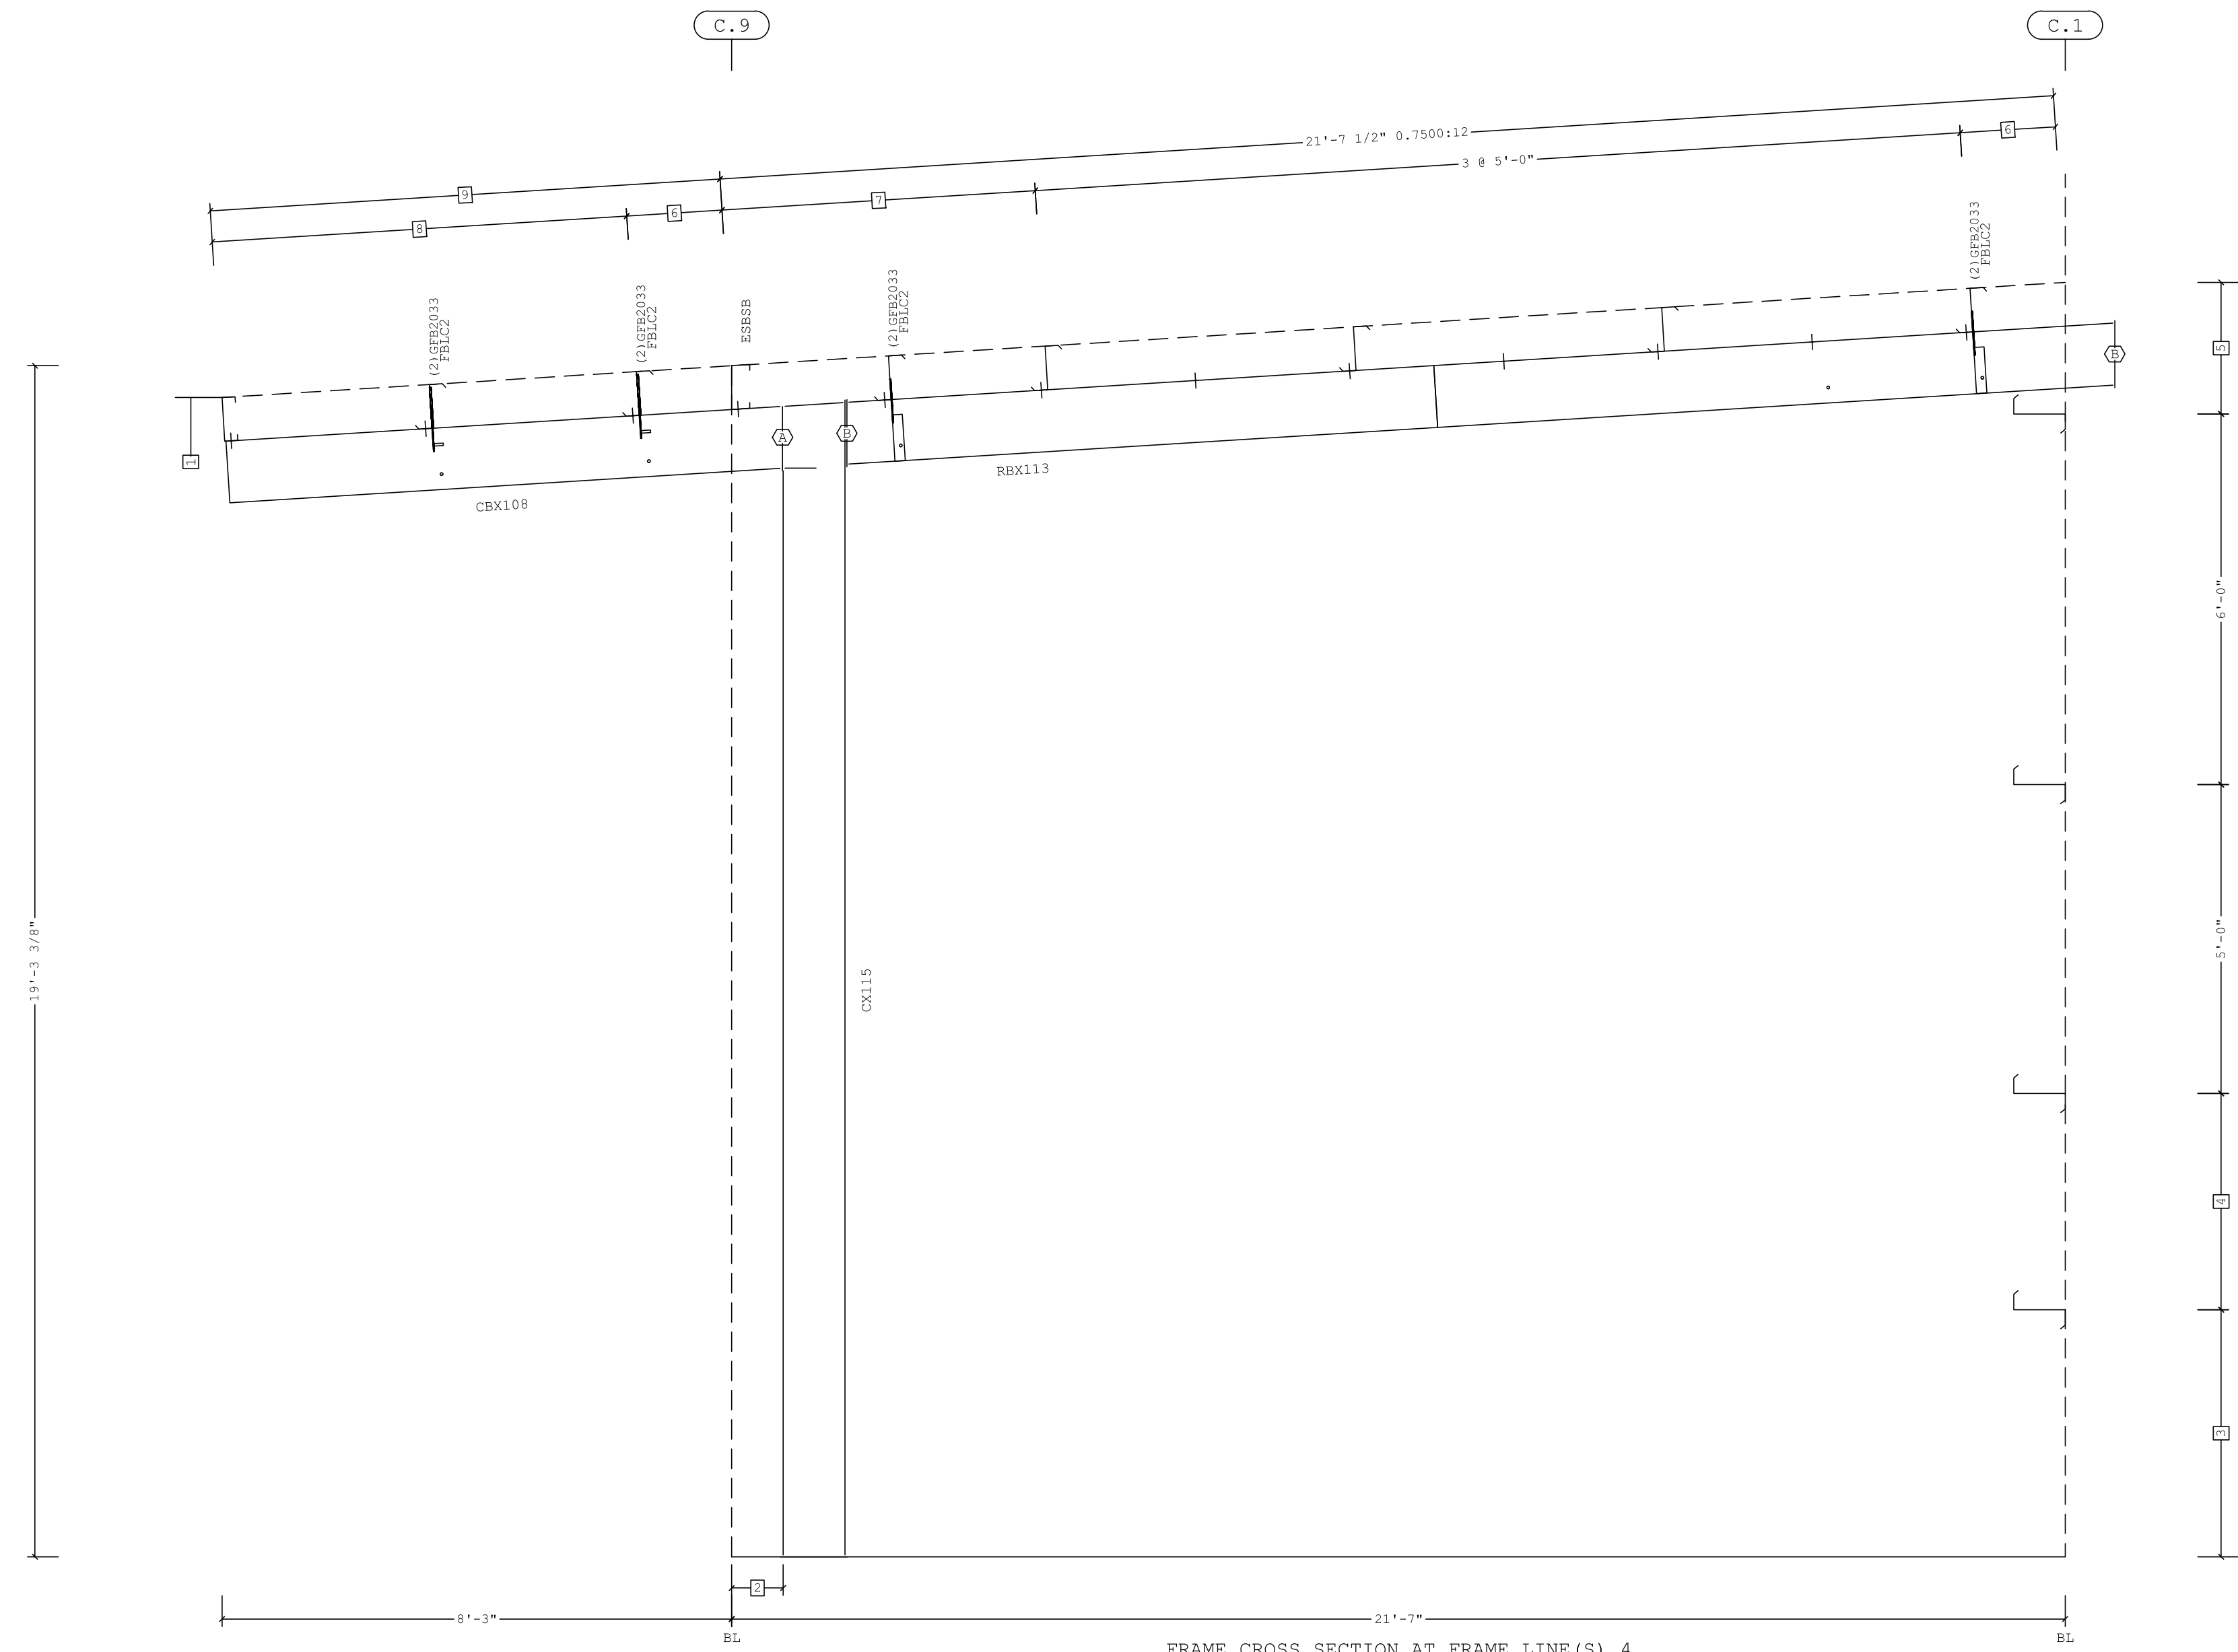 C.9
C.1
21'-7 1/2" 0.7500:12
3 @ 5'-0"
6
9
7
6
8
(2)GFB2033
FBLC2
(2)GFB2033
FBLC2
(2)GFB2033
FBLC2
ESBSB
(2)GFB2033
FBLC2
5
B
A
B
1
RBX113
CBX108
6'-0"
19'-3 3/8"
5'-0"
CX115
4
3
2
8'-3"
21'-7"
BL
BL
FRAME CROSS SECTION AT FRAME LINE(S) 4